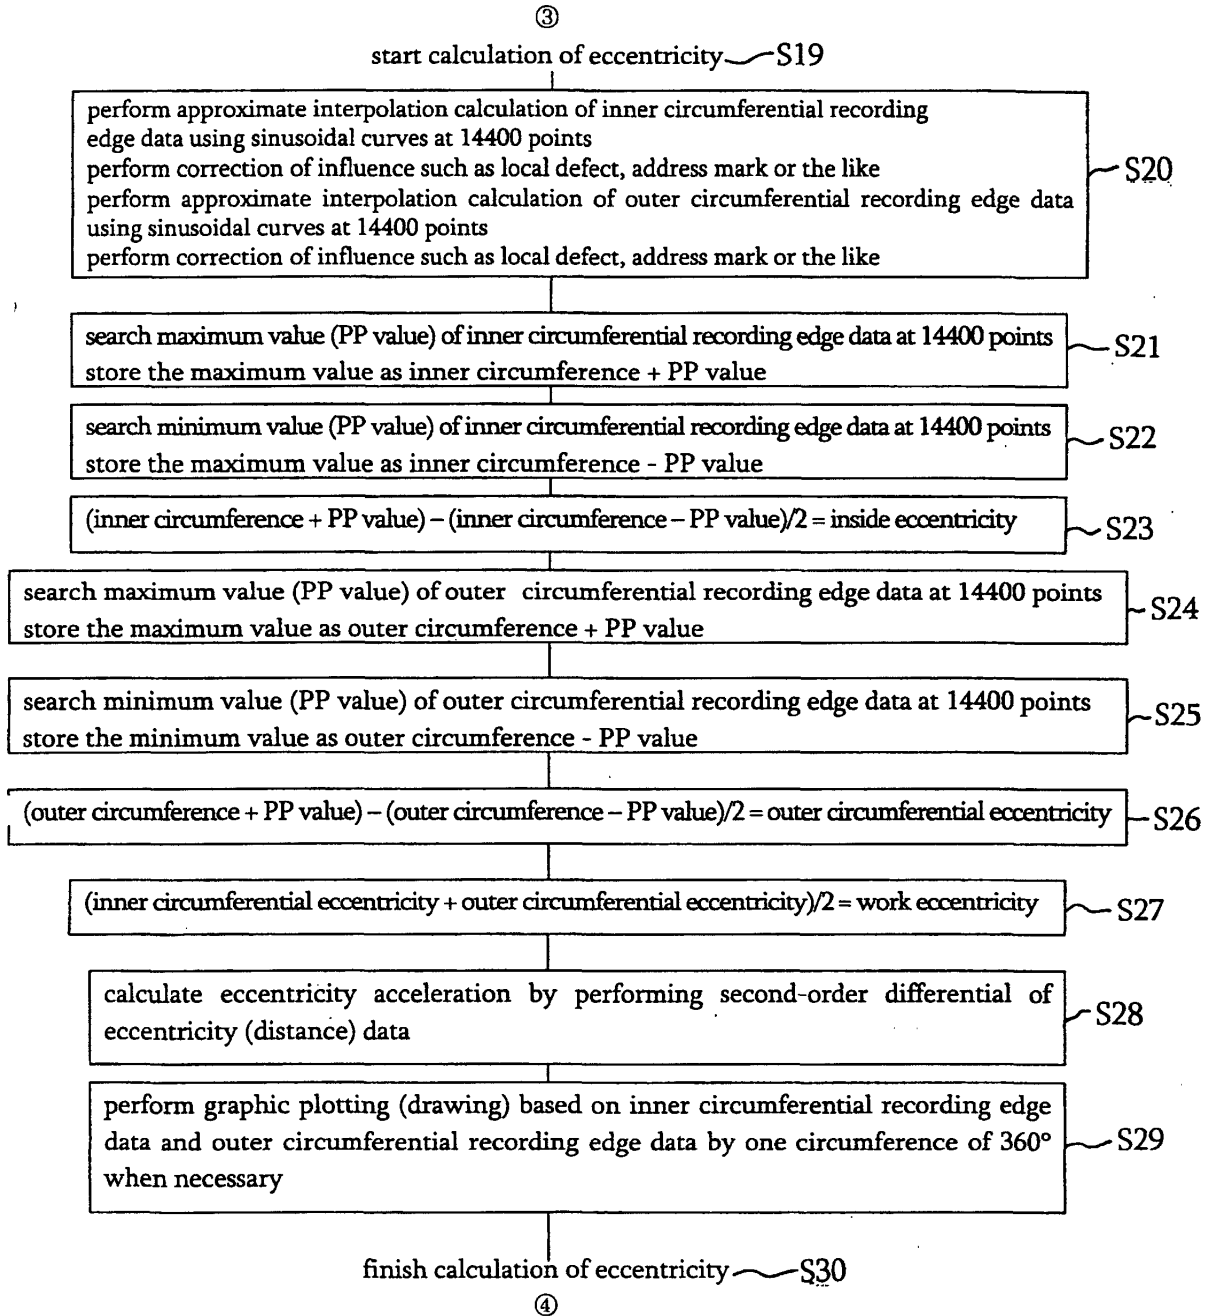 ③
start calculation of eccentricity S19
perform approximate interpolation calculation of inner circumferential recording
edge data using sinusoidal curves at 14400 points
perform correction of influence such as local defect, address mark or the like
perform approximate interpolation calculation of outer circumferential recording edge data
using sinusoidal curves at 14400 points
perform correction of influence such as local defect, address mark or the like
S20
search maximum value (PP value) of inner circumferential recording edge data at 14400 points
store the maximum value as inner circumference + PP value
S21
search minimum value (PP value) of inner circumferential recording edge data at 14400 points
store the maximum value as inner circumference - PP value
S22
(inner circumference + PP value) – (inner circumference – PP value)/2 = inside eccentricity
S23
search maximum value (PP value) of outer circumferential recording edge data at 14400 points
store the maximum value as outer circumference + PP value
S24
search minimum value (PP value) of outer circumferential recording edge data at 14400 points
store the minimum value as outer circumference - PP value
S25
(outer circumference + PP value) – (outer circumference – PP value)/2 = outer circumferential eccentricity
S26
(inner circumferential eccentricity + outer circumferential eccentricity)/2 = work eccentricity
S27
calculate eccentricity acceleration by performing second-order differential of
eccentricity (distance) data
S28
perform graphic plotting (drawing) based on inner circumferential recording edge
data and outer circumferential recording edge data by one circumference of 360°
when necessary
S29
finish calculation of eccentricity S30
④